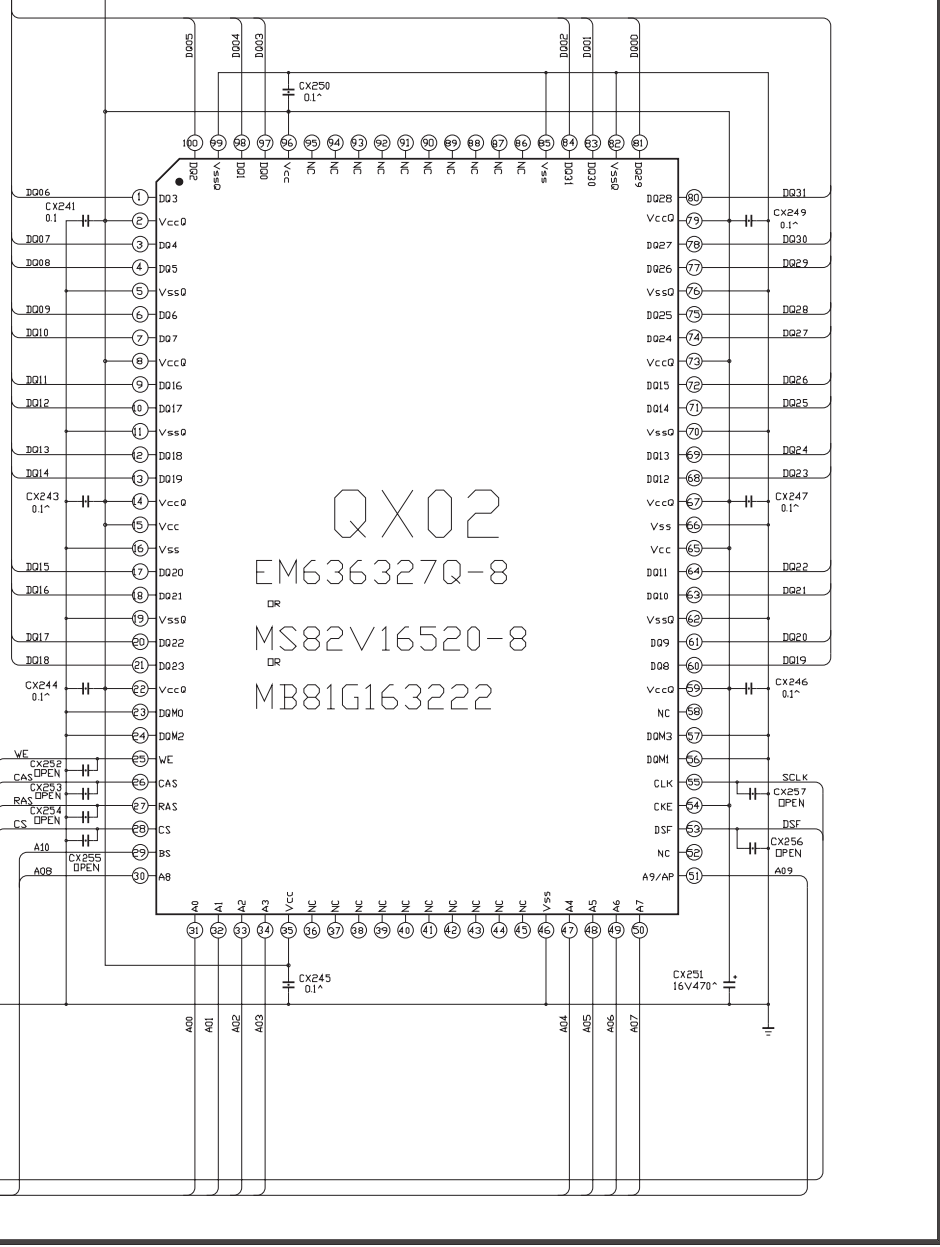 DQ05
DQ04
DQ03
DQ02
DQ01
DQ00
CX250
0.1^
100 99 98 97 96 95 94 93 92 91 90 89 88 87 86 85 84 83 82 81
DQ2 VssQ DQ1 DQ0 Vcc NC NC NC NC NC NC NC NC NC NC Vss DQ31 DQ30 VssQ DQ29
DQ06 1 DQ3 DQ28 80 DQ31
CX241
0.1
2 VccQ VccQ 79
CX249
0.1^
DQ07 3 DQ4 DQ27 78 DQ30
DQ08 4 DQ5 DQ26 77 DQ29
5 VssQ VssQ 76
DQ09 6 DQ6 DQ25 75 DQ28
DQ10 7 DQ7 DQ24 74 DQ27
8 VccQ VccQ 73
DQ11 9 DQ16 DQ15 72 DQ26
DQ12 10 DQ17 DQ14 71 DQ25
11 VssQ VssQ 70
DQ13 12 DQ18 DQ13 69 DQ24
DQ14 13 DQ19 DQ12 68 DQ23
CX243
0.1^
14 VccQ VccQ 67
CX247
0.1^
QX02
15 Vcc Vss 66
16 Vss Vcc 65
EM636327Q-8
DQ15 17 DQ20 DQ11 64 DQ22
DQ16 18 DQ21 DQ10 63 DQ21
OR
19 VssQ VssQ 62
MS82V16520-8
DQ17 20 DQ22 DQ9 61 DQ20
OR
DQ18 21 DQ23 DQ8 60 DQ19
CX244
0.1^
22 VccQ VccQ 59
CX246
0.1^
MB81G163222
23 DQM0 NC 58
24 DQM2 DQM3 57
WE 25 WE DQM1 56
CX252
OPEN
CAS 26 CAS CLK 55 SCLK
CX253
OPEN
CX257
OPEN
RAS 27 RAS CKE 54
CX254
OPEN
CS 28 CS DSF 53 DSF
CX256
OPEN
A10 29 BS NC 52
CX255
OPEN
A08 30 A8 A9/AP 51 A09
A0 A1 A2 A3 Vcc NC NC NC NC NC NC NC NC NC NC Vss A4 A5 A6 A7
31 32 33 34 35 36 37 38 39 40 41 42 43 44 45 46 47 48 49 50
CX245
0.1^
CX251
16V470^
+
A00
A01
A02
A03
A04
A05
A06
A07